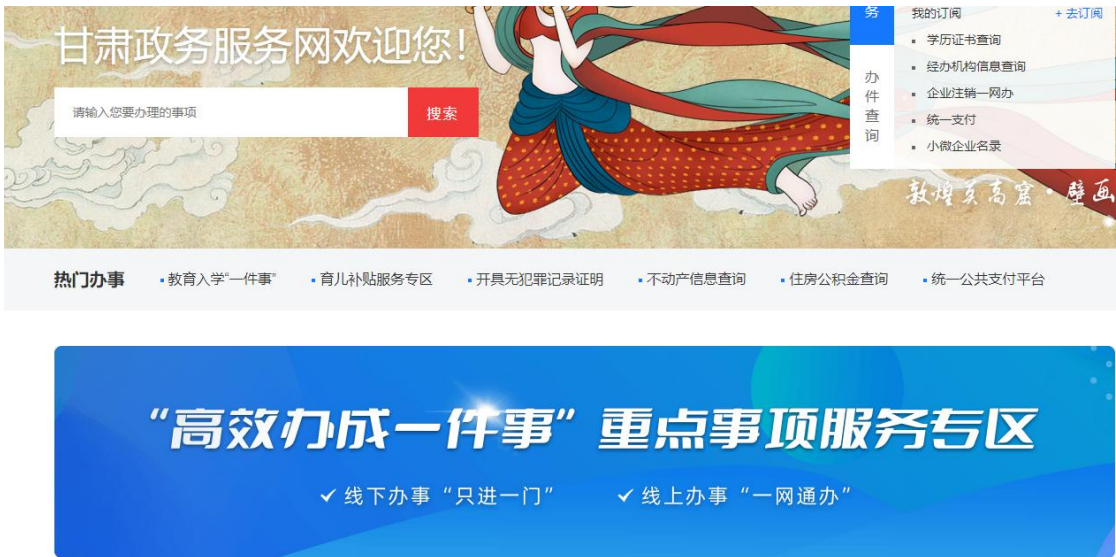 甘肃政务服务网欢迎您!
请输入您要办理的事项
搜索
务
办件查询
我的订阅
+ 去订阅
学历证书查询
经办机构信息查询
企业注销一网办
统一支付
小微企业名录
敦煌莫高窟·壁画
热门办事
教育入学“一件事”
育儿补贴服务专区
开具无犯罪记录证明
不动产信息查询
住房公积金查询
统一公共支付平台
“高效办成一件事”重点事项服务专区
✓线下办事“只进一门” ✓线上办事“一网通办”